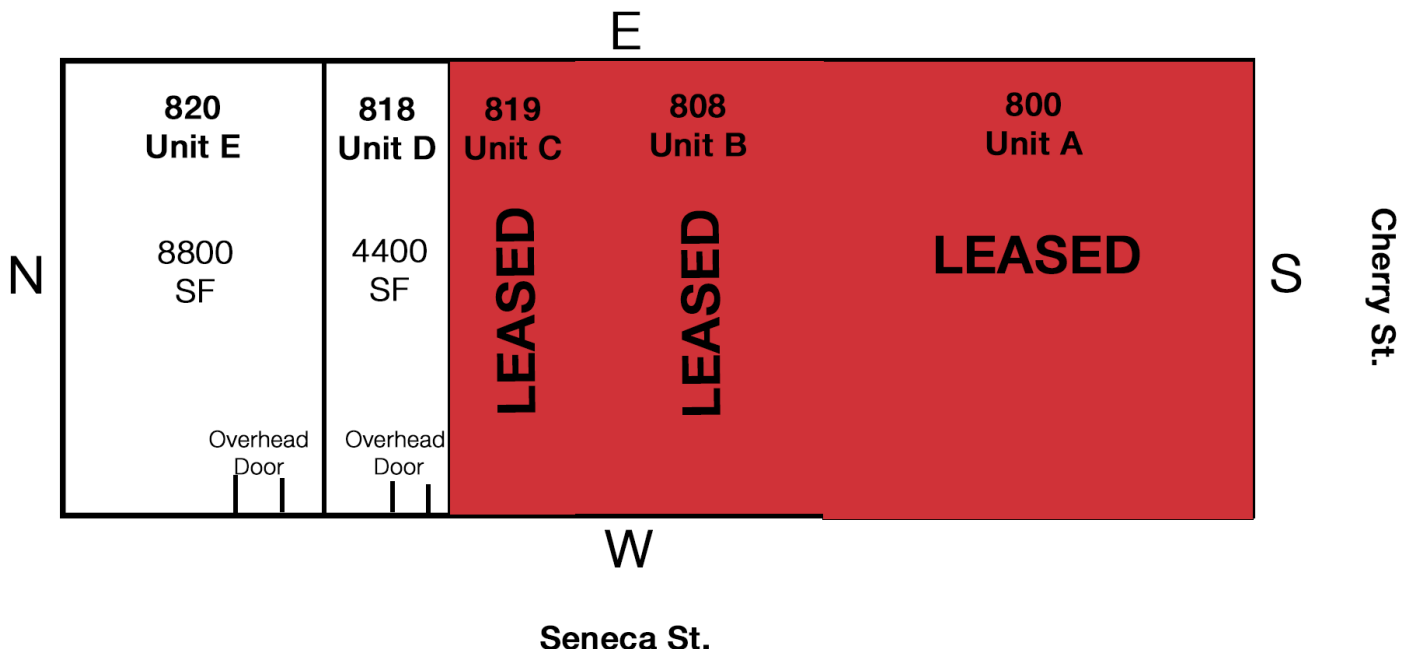 E
820
Unit E
818
Unit D
819
Unit C
808
Unit B
800
Unit A
8800
SF
4400
SF
LEASED
LEASED
LEASED
N
S
Cherry St.
Overhead
Door
Overhead
Door
W
Seneca St.